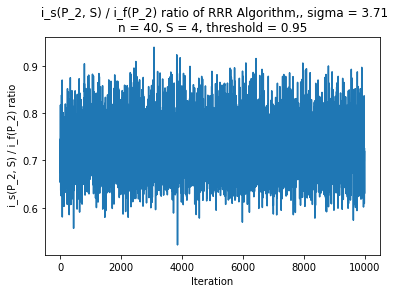 i_s(P_2, S) / i_f(P_2) ratio of RRR Algorithm,, sigma = 3.71
n = 40, S = 4, threshold = 0.95
i_s(P_2, S) / i_f(P_2) ratio
0.9
0.8
0.7
0.6
0 2000 4000 6000 8000 10000
Iteration